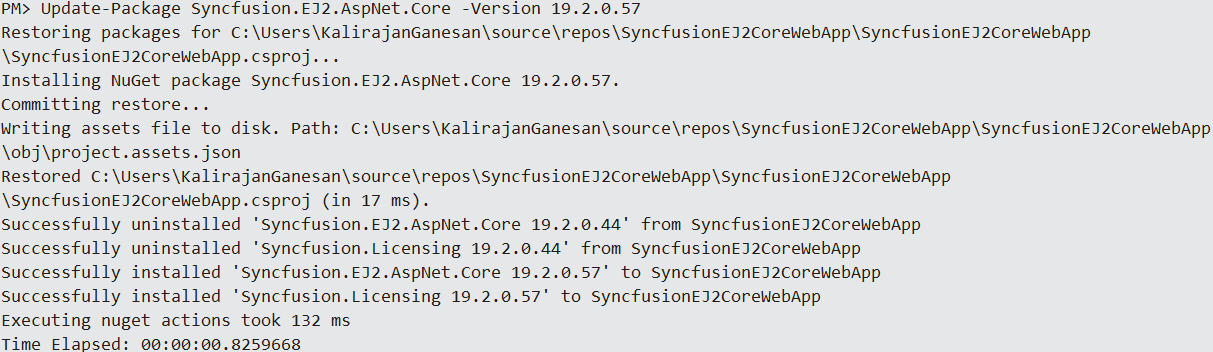 PM> Update-Package Syncfusion.EJ2.AspNet.Core -Version 19.2.0.57
Restoring packages for C:\Users\KalirajanGanesan\source\repos\SyncfusionEJ2CoreWebApp\SyncfusionEJ2CoreWebApp
\SyncfusionEJ2CoreWebApp.csproj...
Installing NuGet package Syncfusion.EJ2.AspNet.Core 19.2.0.57.
Committing restore...
Writing assets file to disk. Path: C:\Users\KalirajanGanesan\source\repos\SyncfusionEJ2CoreWebApp\SyncfusionEJ2CoreWebApp
\obj\project.assets.json
Restored C:\Users\KalirajanGanesan\source\repos\SyncfusionEJ2CoreWebApp\SyncfusionEJ2CoreWebApp
\SyncfusionEJ2CoreWebApp.csproj (in 17 ms).
Successfully uninstalled 'Syncfusion.EJ2.AspNet.Core 19.2.0.44' from SyncfusionEJ2CoreWebApp
Successfully uninstalled 'Syncfusion.Licensing 19.2.0.44' from SyncfusionEJ2CoreWebApp
Successfully installed 'Syncfusion.EJ2.AspNet.Core 19.2.0.57' to SyncfusionEJ2CoreWebApp
Successfully installed 'Syncfusion.Licensing 19.2.0.57' to SyncfusionEJ2CoreWebApp
Executing nuget actions took 132 ms
Time Elapsed: 00:00:00.8259668